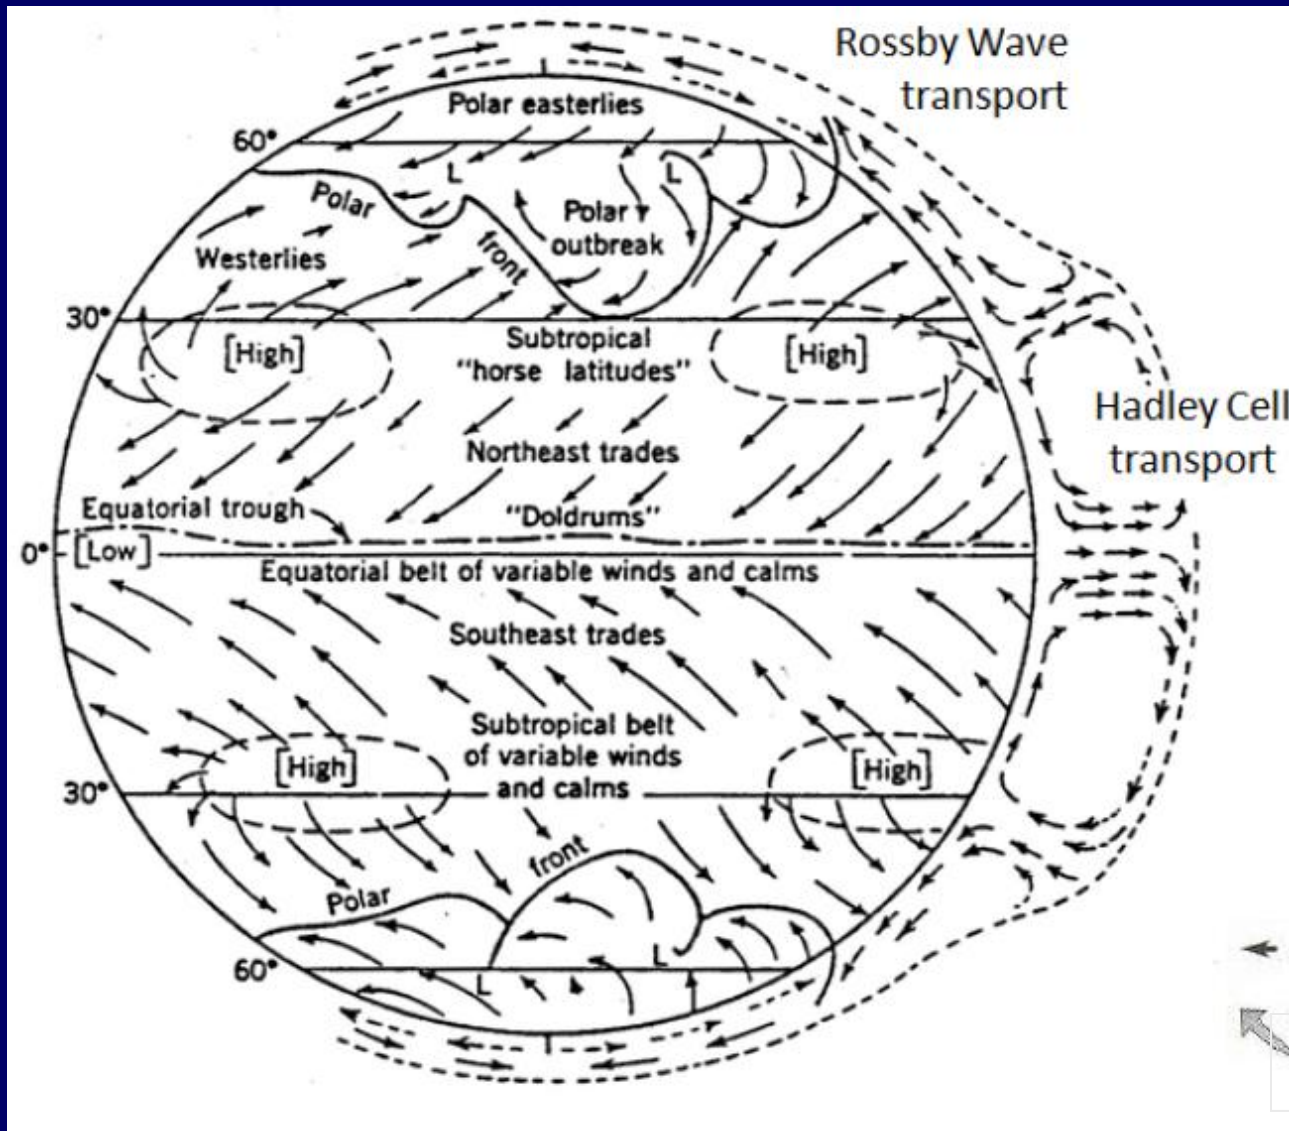 Rossby Wave
transport
Polar easterlies
60°
L
L
Polar
front
Polar
outbreak
Westerlies
30°
[High]
Subtropical
"horse latitudes"
[High]
Hadley Cell
transport
Northeast trades
Equatorial trough
"Doldrums"
0°
[Low]
Equatorial belt of variable winds and calms
Southeast trades
Subtropical belt
of variable winds
and calms
[High]
[High]
30°
front
Polar
60°
L
L